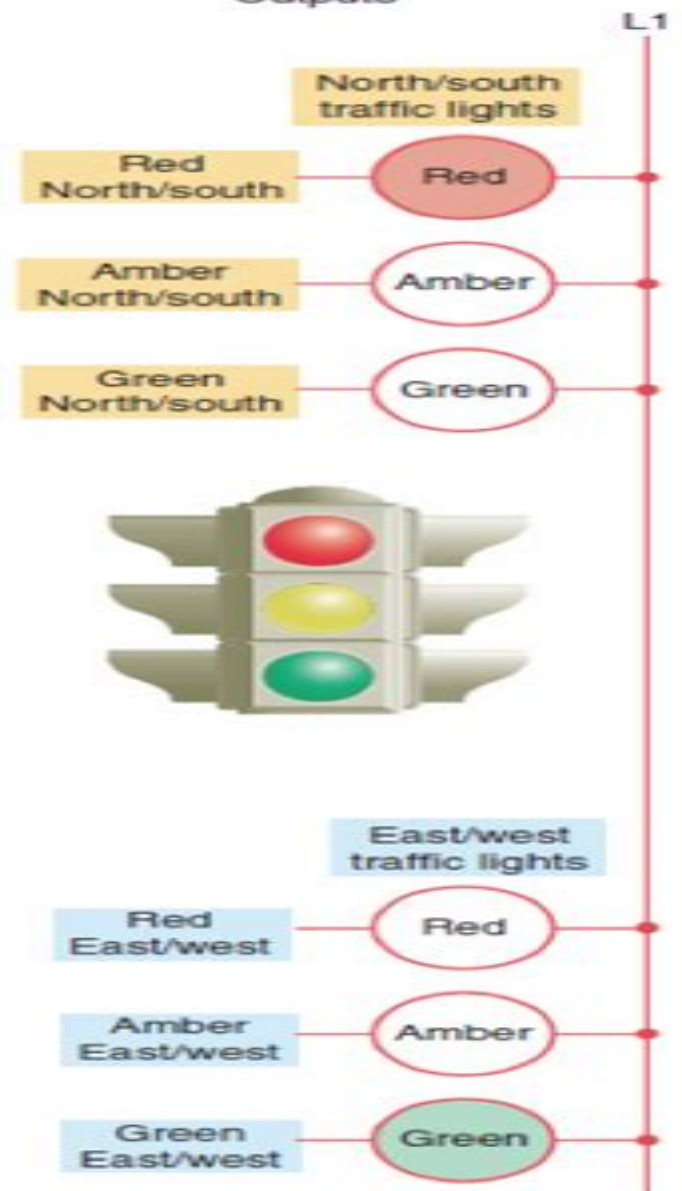 Outputs
L1
North/south
traffic lights
Red
North/south
Red
Amber
North/south
Amber
Green
North/south
Green
East/west
traffic lights
Red
East/west
Red
Amber
East/west
Amber
Green
East/west
Green